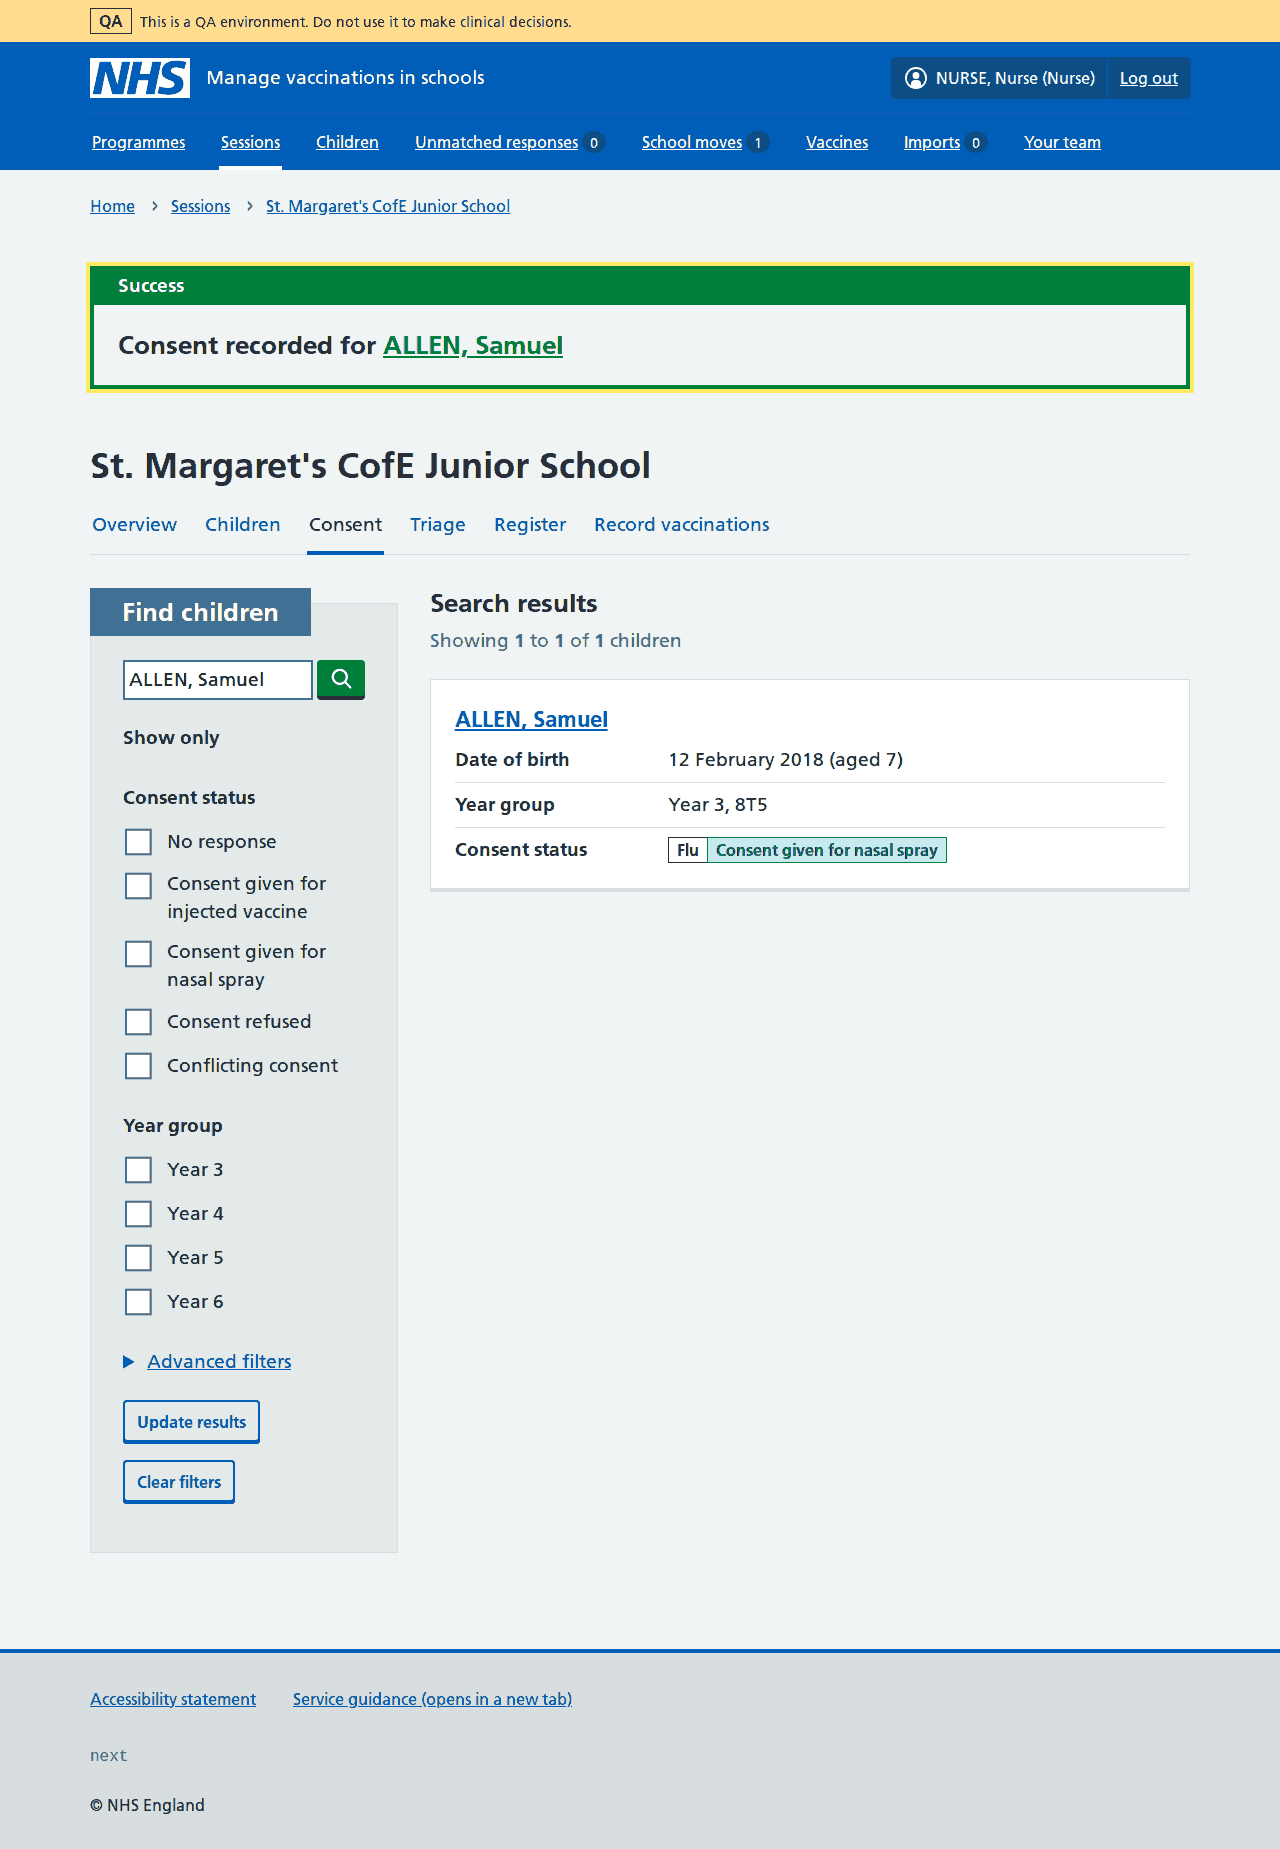 QA This is a QA environment. Do not use it to make clinical decisions.
NHS Manage vaccinations in schools NURSE, Nurse (Nurse) Log out
Programmes Sessions Children Unmatched responses 0 School moves 1 Vaccines Imports 0 Your team
Home Sessions St. Margaret's CofE Junior School
Success
Consent recorded for ALLEN, Samuel
St. Margaret's CofE Junior School
Overview Children Consent Triage Register Record vaccinations
Find children
ALLEN, Samuel
Show only
Consent status
No response
Consent given for
injected vaccine
Consent given for
nasal spray
Consent refused
Conflicting consent
Year group
Year 3
Year 4
Year 5
Year 6
Advanced filters
Update results
Clear filters
Search results
Showing 1 to 1 of 1 children
ALLEN, Samuel
Date of birth 12 February 2018 (aged 7)
Year group Year 3, 8T5
Consent status Flu Consent given for nasal spray
Accessibility statement Service guidance (opens in a new tab)
next
© NHS England